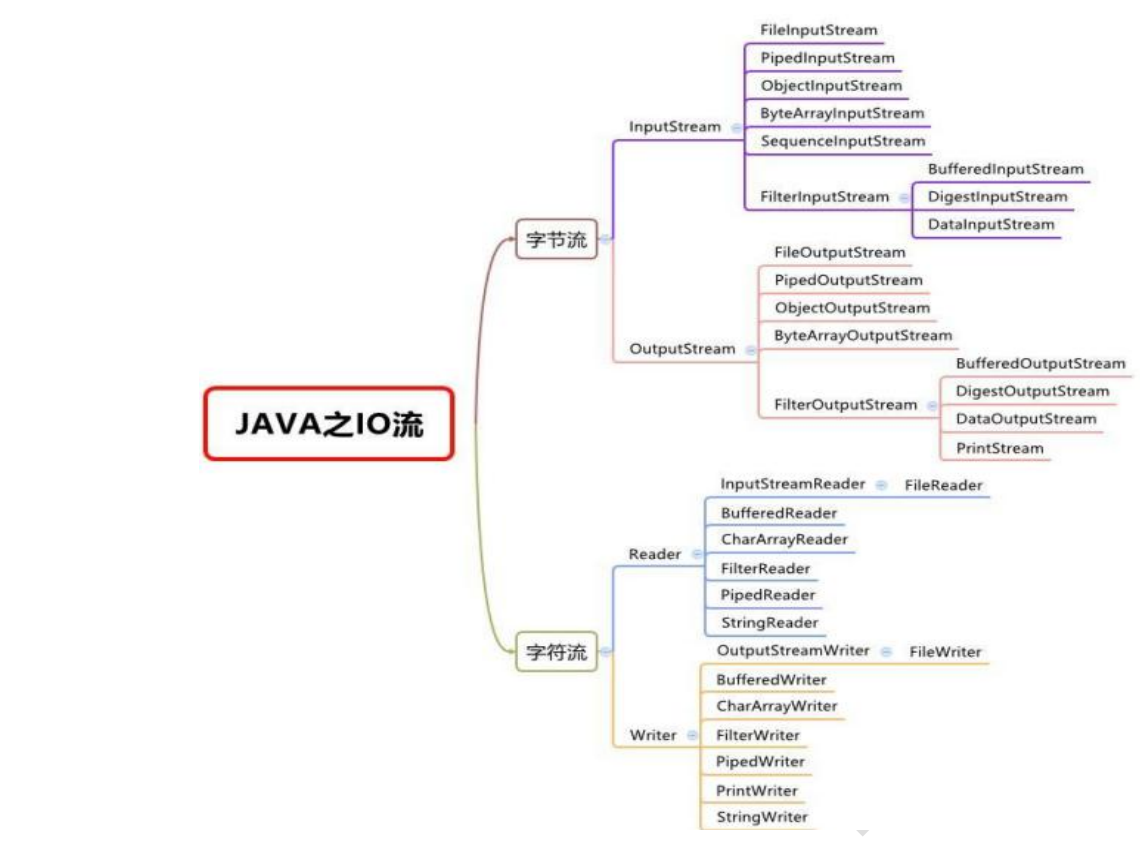 JAVA之IO流
字节流
InputStream
FileInputStream
PipedInputStream
ObjectInputStream
ByteArrayInputStream
SequenceInputStream
FilterInputStream
BufferedInputStream
DigestInputStream
DataInputStream
OutputStream
FileOutputStream
PipedOutputStream
ObjectOutputStream
ByteArrayOutputStream
FilterOutputStream
BufferedOutputStream
DigestOutputStream
DataOutputStream
PrintStream
字符流
Reader
InputStreamReader
FileReader
BufferedReader
CharArrayReader
FilterReader
PipedReader
StringReader
Writer
OutputStreamWriter
FileWriter
BufferedWriter
CharArrayWriter
FilterWriter
PipedWriter
PrintWriter
StringWriter